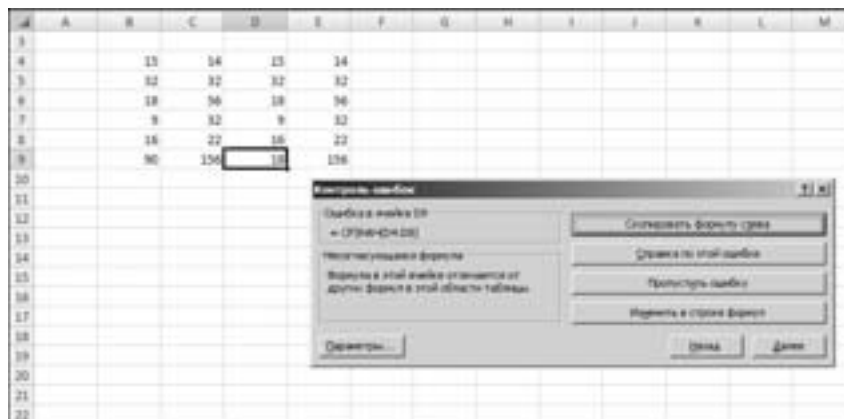 A B C D E F G H I J K L M
3
4 15 14 15 14
5 32 32 32 32
6 18 56 18 56
7 9 32 9 32
8 16 22 16 22
9 90 156 18 156
10
11
12
13
14
15
16
17
18
19
20
21
22
Контроль ошибок
Ошибка в ячейке D9
= СРЗНАЧ(D4:D8)
Несогласующаяся формула
Формула в этой ячейке отличается от
других формул в этой области таблицы.
Скопировать формулу слева
Справка по этой ошибке
Пропустить ошибку
Изменить в строке формул
Параметры...
Назад
Далее